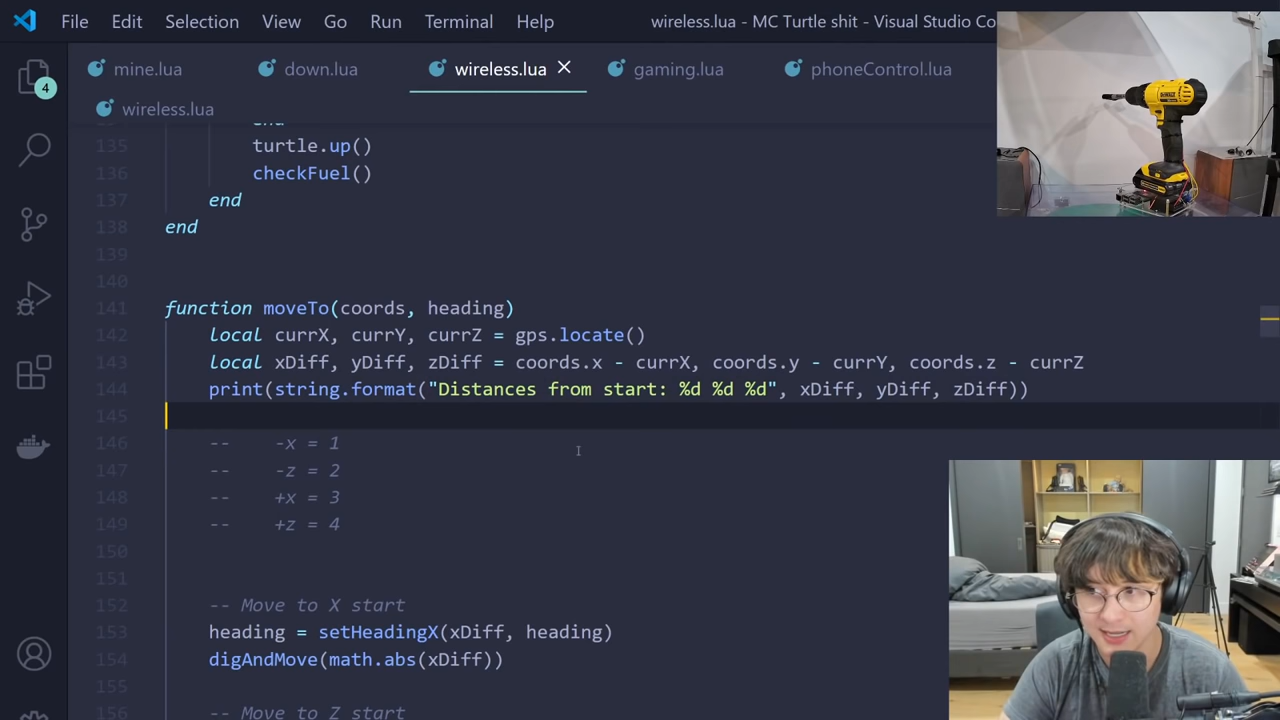 File Edit Selection View Go Run Terminal Help wireless.lua - MC Turtle shit - Visual Studio Co
mine.lua down.lua wireless.lua gaming.lua phoneControl.lua
4
wireless.lua
end
135 turtle.up()
136 checkFuel()
137 end
138 end
139
140
141 function moveTo(coords, heading)
142 local currX, currY, currZ = gps.locate()
143 local xDiff, yDiff, zDiff = coords.x - currX, coords.y - currY, coords.z - currZ
144 print(string.format("Distances from start: %d %d %d", xDiff, yDiff, zDiff))
145
146 -- -x = 1
147 -- -z = 2
148 -- +x = 3
149 -- +z = 4
150
151
152 -- Move to X start
153 heading = setHeadingX(xDiff, heading)
154 digAndMove(math.abs(xDiff))
155
156 -- Move to Z start